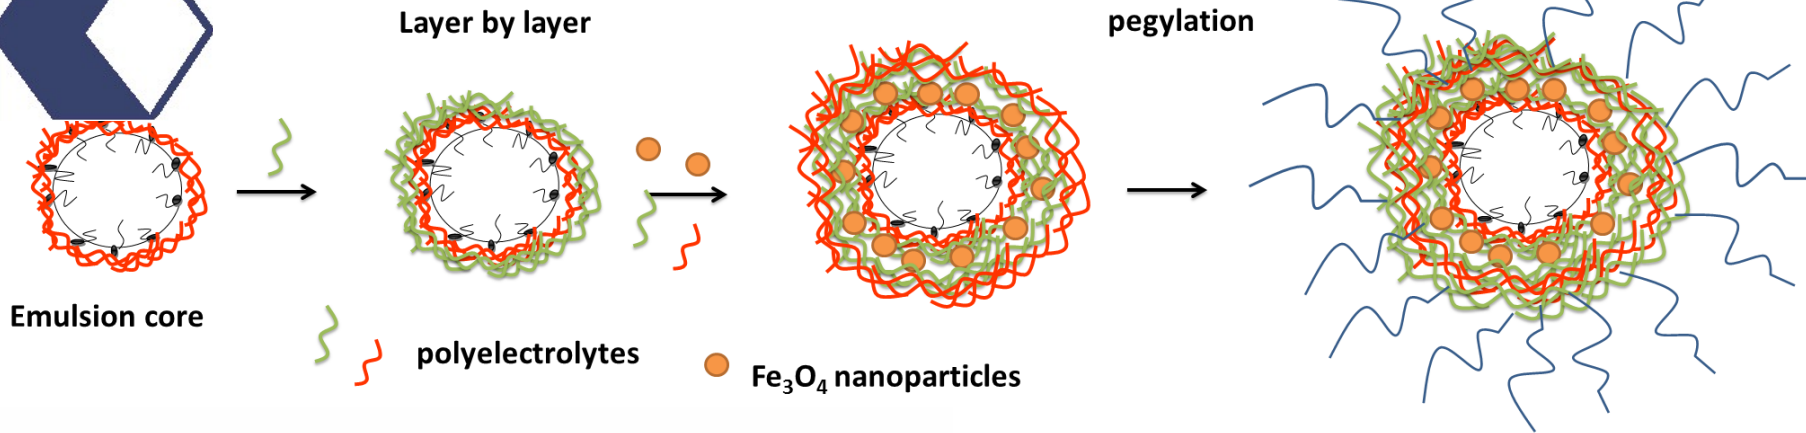 Layer by layer
pegylation
Emulsion core
polyelectrolytes
Fe₃O₄ nanoparticles